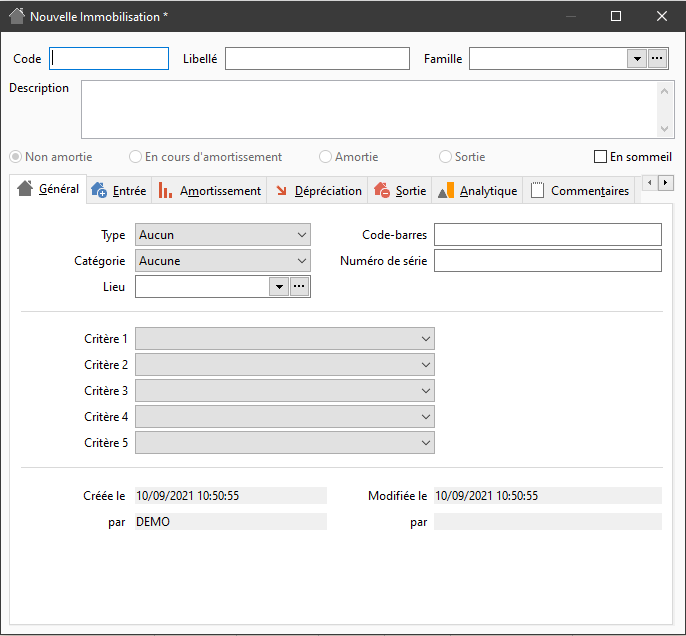 Nouvelle Immobilisation *
Code Libellé Famille
Description
Non amortie En cours d'amortissement Amortie Sortie En sommeil
Général Entrée Amortissement Dépréciation Sortie Analytique Commentaires
Type Aucun Code-barres
Catégorie Aucune Numéro de série
Lieu
Critère 1
Critère 2
Critère 3
Critère 4
Critère 5
Créée le 10/09/2021 10:50:55 Modifiée le 10/09/2021 10:50:55
par DEMO par